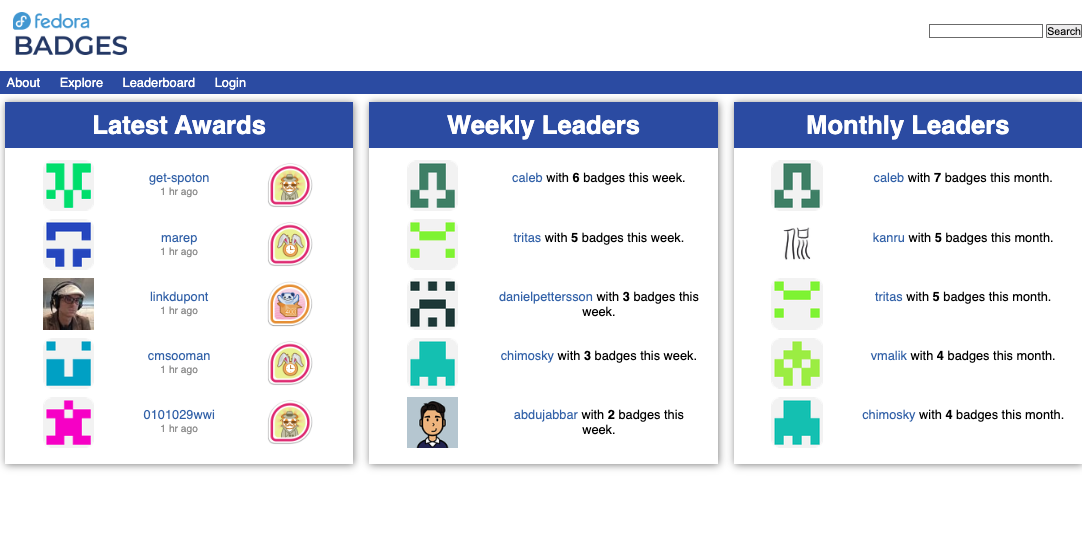 fedora
BADGES
Search
About Explore Leaderboard Login
Latest Awards
get-spoton
1 hr ago
marep
1 hr ago
linkdupont
1 hr ago
cmsooman
1 hr ago
0101029wwi
1 hr ago
Weekly Leaders
caleb with 6 badges this week.
tritas with 5 badges this week.
danielpettersson with 3 badges this
week.
chimosky with 3 badges this week.
abdujabbar with 2 badges this
week.
Monthly Leaders
caleb with 7 badges this month.
kanru with 5 badges this month.
tritas with 5 badges this month.
vmalik with 4 badges this month.
chimosky with 4 badges this month.